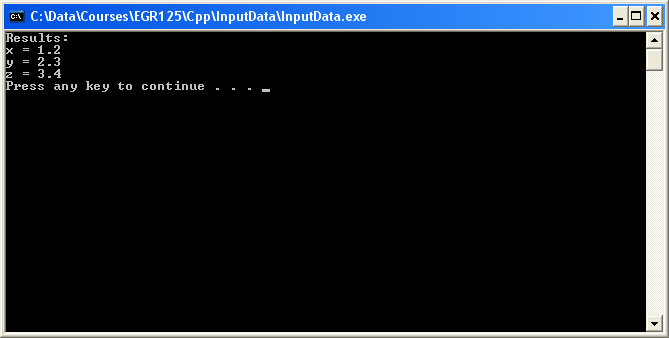 C:\Data\Courses\EGR125\Cpp\InputData\InputData.exe
Results:
x = 1.2
y = 2.3
z = 3.4
Press any key to continue . . . _